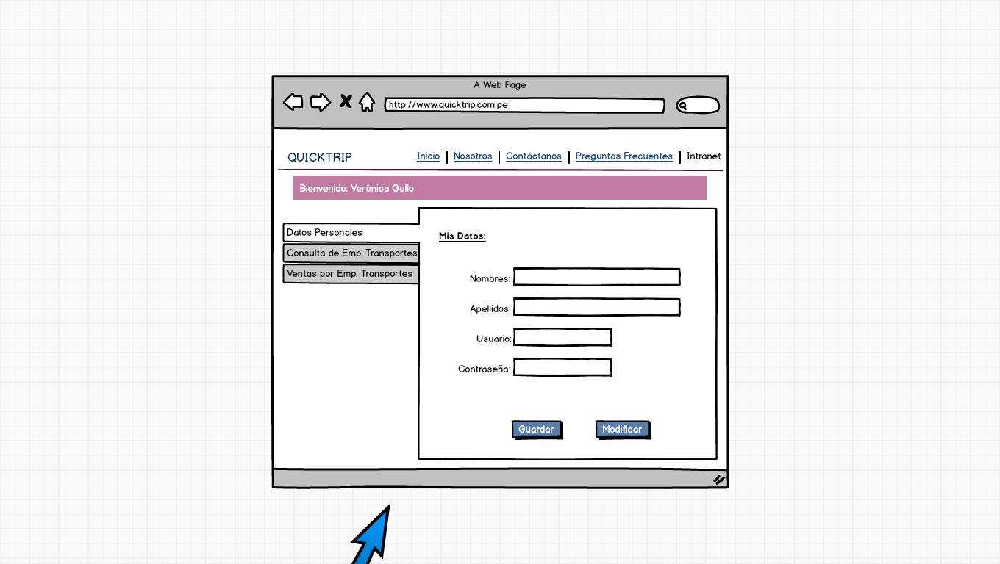 A Web Page
http://www.quicktrip.com.pe
QUICKTRIP
Inicio | Nosotros | Contáctanos | Preguntas Frecuentes | Intranet
Bienvenido: Verónica Gallo
Datos Personales
Consulta de Emp. Transportes
Ventas por Emp. Transportes
Mis Datos:
Nombres:
Apellidos:
Usuario:
Contraseña:
Guardar Modificar